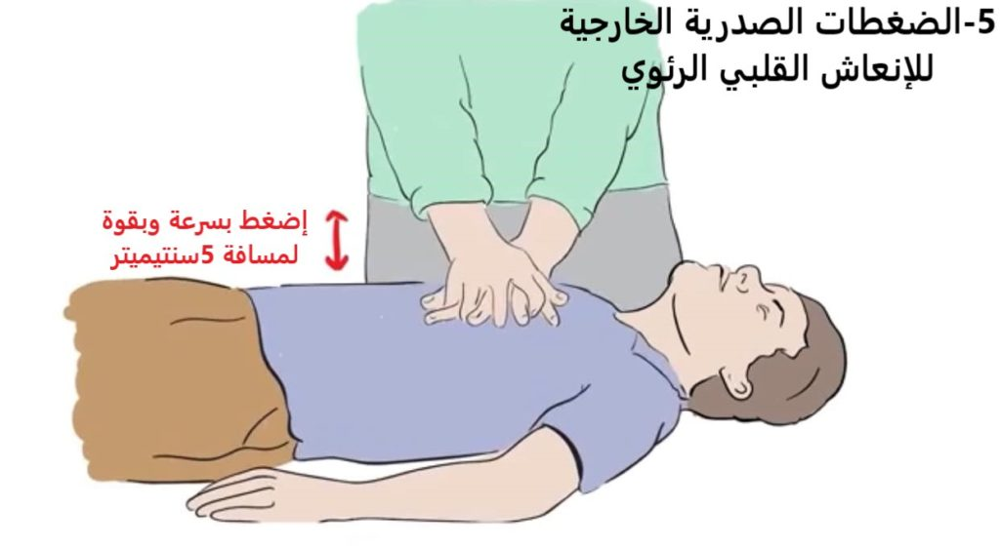 5-الضغطات الصدرية الخارجية
للإنعاش القلبي الرئوي
إضغط بسرعة وبقوة
لمسافة 5سنتيميتر